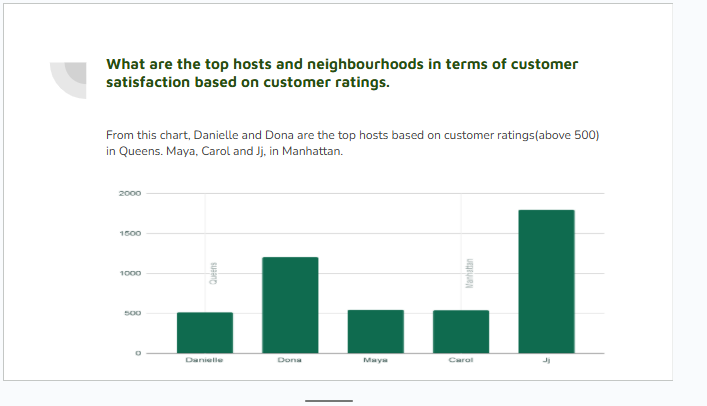 What are the top hosts and neighbourhoods in terms of customer
satisfaction based on customer ratings.
From this chart, Danielle and Dona are the top hosts based on customer ratings(above 500)
in Queens. Maya, Carol and Jj, in Manhattan.
2000
1500
1000
500
0
Queens
Manhattan
Danielle Dona Maya Carol Jj